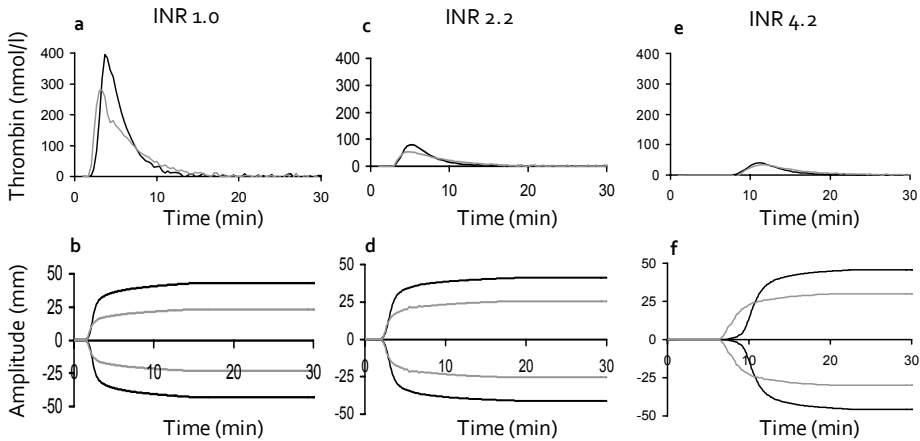 INR 1.0 INR 2.2 INR 4.2
a c e
Thrombin (nmol/l)
400 400 400
300 300 300
200 200 200
100 100 100
0 0 0
0 10 20 30 0 10 20 30 0 10 20 30
Time (min) Time (min) Time (min)
b d f
Amplitude (mm)
50 50 50
25 25 25
0 0 0
0 10 20 30 0 10 20 30 0 10 20 30
-25 -25 -25
-50 -50 -50
Time (min) Time (min) Time (min)